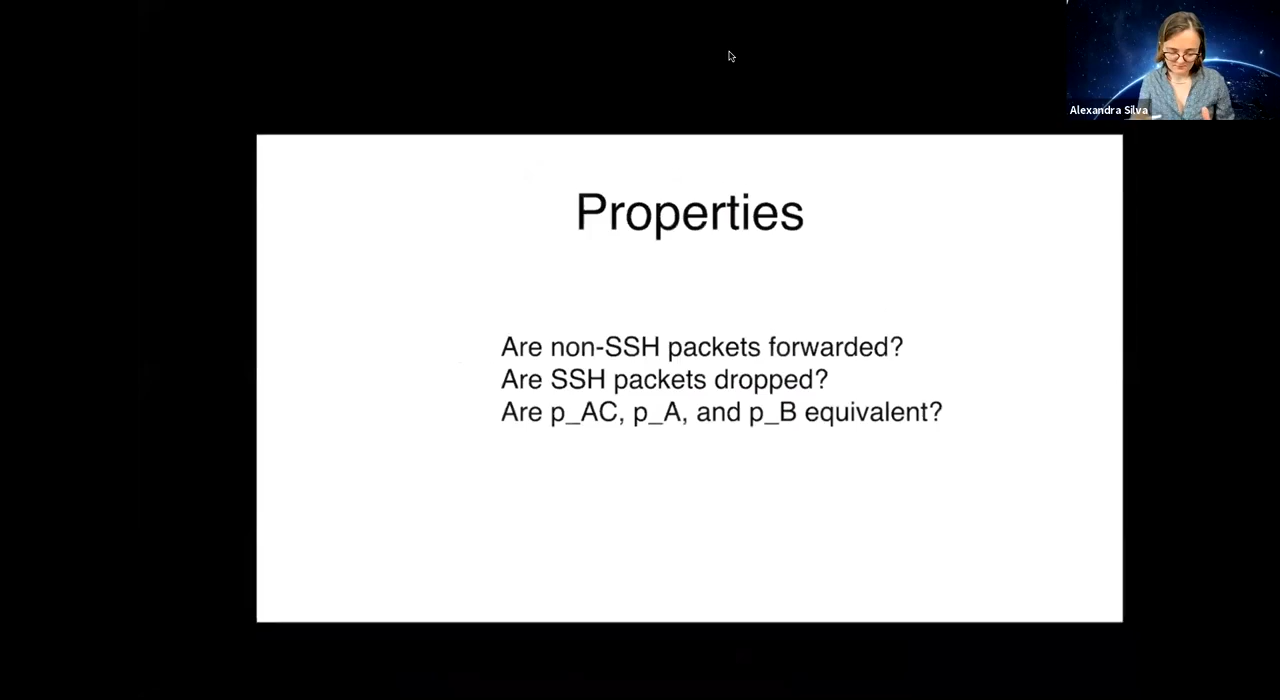 Alexandra Silva
Properties
Are non-SSH packets forwarded?
Are SSH packets dropped?
Are p_AC, p_A, and p_B equivalent?